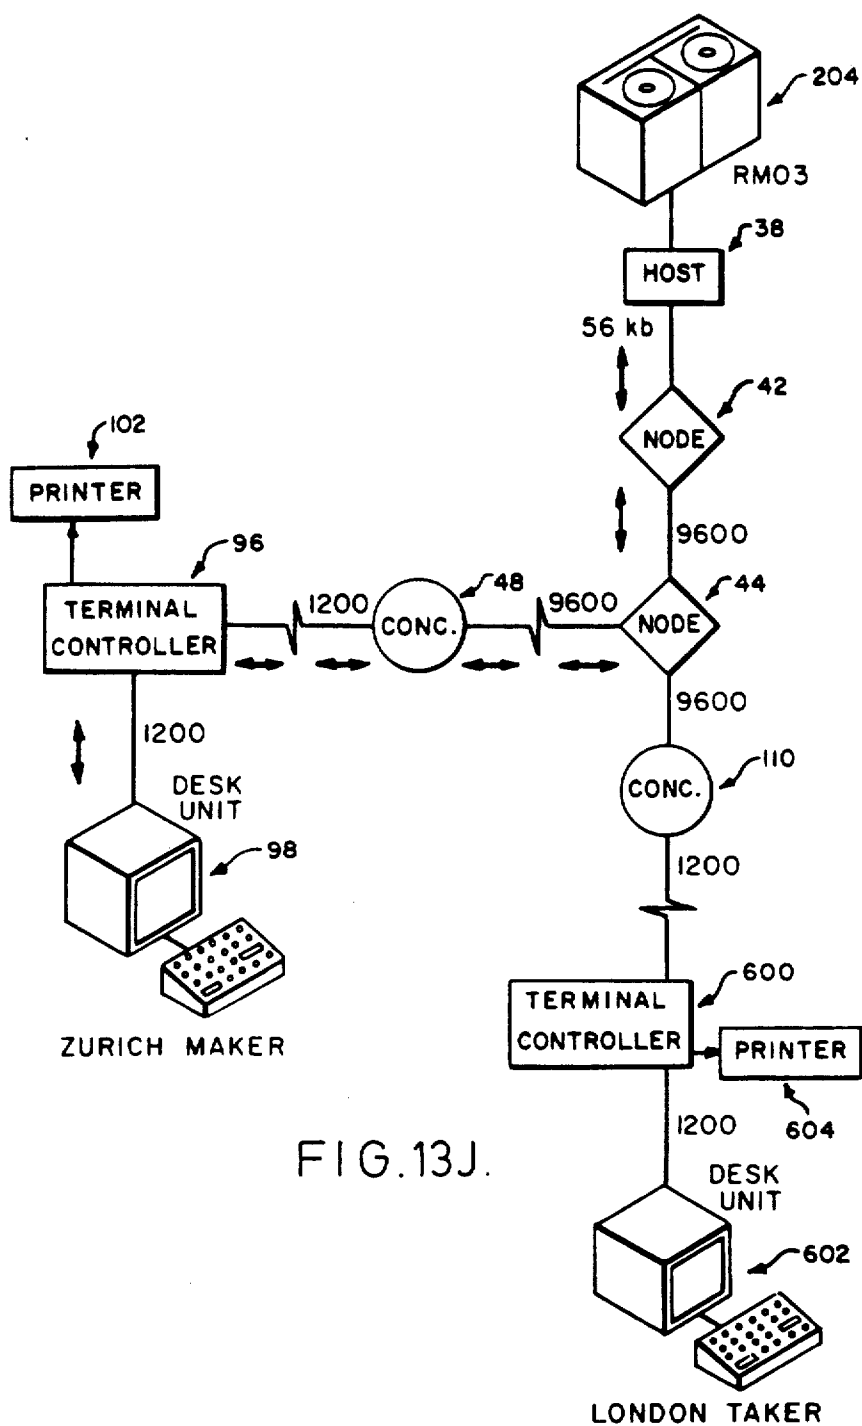 204
RM03
38
HOST
56 kb
42
NODE
102
PRINTER
9600
96
44
48
1200
9600
TERMINAL
CONTROLLER
CONC.
NODE
9600
1200
110
DESK
UNIT
CONC.
98
1200
600
TERMINAL
CONTROLLER
ZURICH MAKER
PRINTER
604
1200
FIG.13J.
DESK
UNIT
602
LONDON TAKER